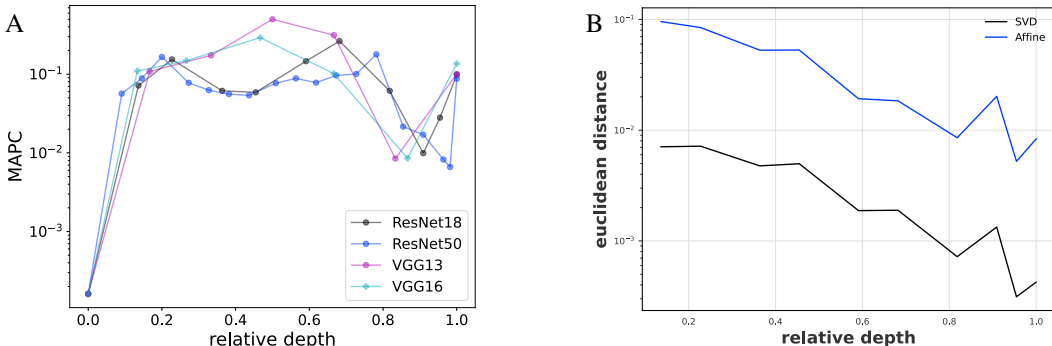 A
MAPC
10⁻¹
10⁻²
10⁻³
0.0 0.2 0.4 0.6 0.8 1.0
relative depth
ResNet18
ResNet50
VGG13
VGG16
B
euclidean distance
10⁻¹
10⁻²
10⁻³
0.2 0.4 0.6 0.8 1.0
relative depth
SVD
Affine